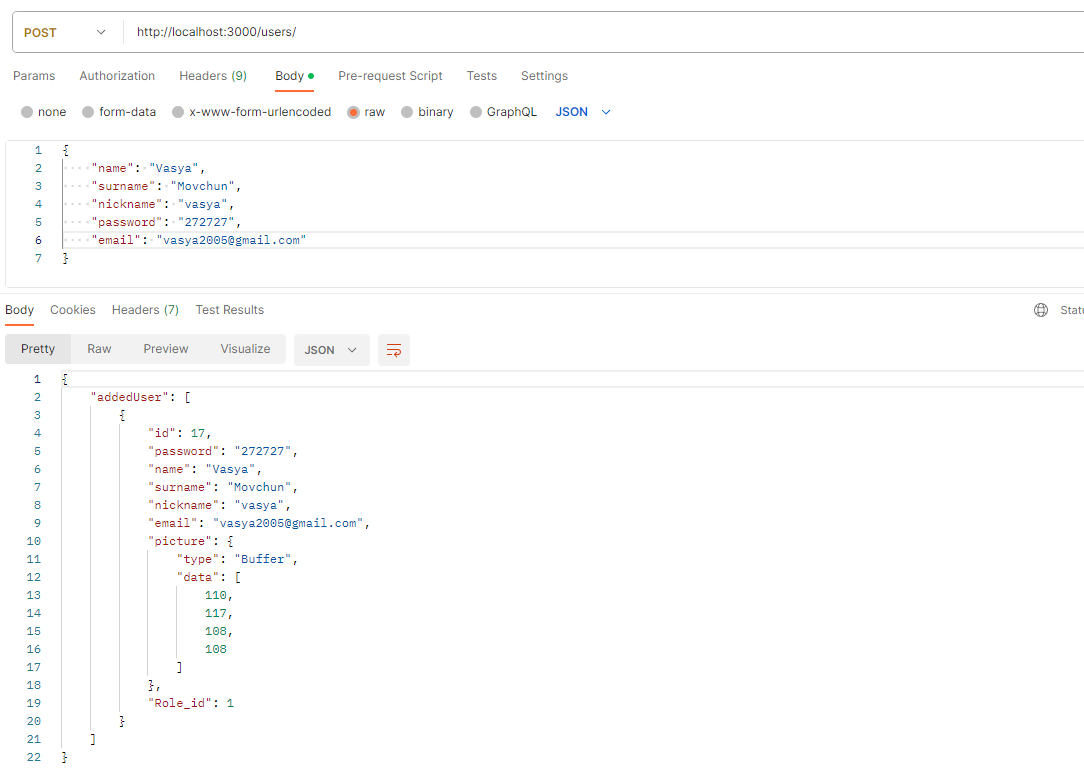 POST http://localhost:3000/users/
Params Authorization Headers (9) Body Pre-request Script Tests Settings
none form-data x-www-form-urlencoded raw binary GraphQL JSON
1 {
2 "name": "Vasya",
3 "surname": "Movchun",
4 "nickname": "vasya",
5 "password": "272727",
6 "email": "vasya2005@gmail.com"
7 }
Body Cookies Headers (7) Test Results Stat
Pretty Raw Preview Visualize JSON
1 {
2 "addedUser": [
3 {
4 "id": 17,
5 "password": "272727",
6 "name": "Vasya",
7 "surname": "Movchun",
8 "nickname": "vasya",
9 "email": "vasya2005@gmail.com",
10 "picture": {
11 "type": "Buffer",
12 "data": [
13 110,
14 117,
15 108,
16 108
17 ]
18 },
19 "Role_id": 1
20 }
21 ]
22 }